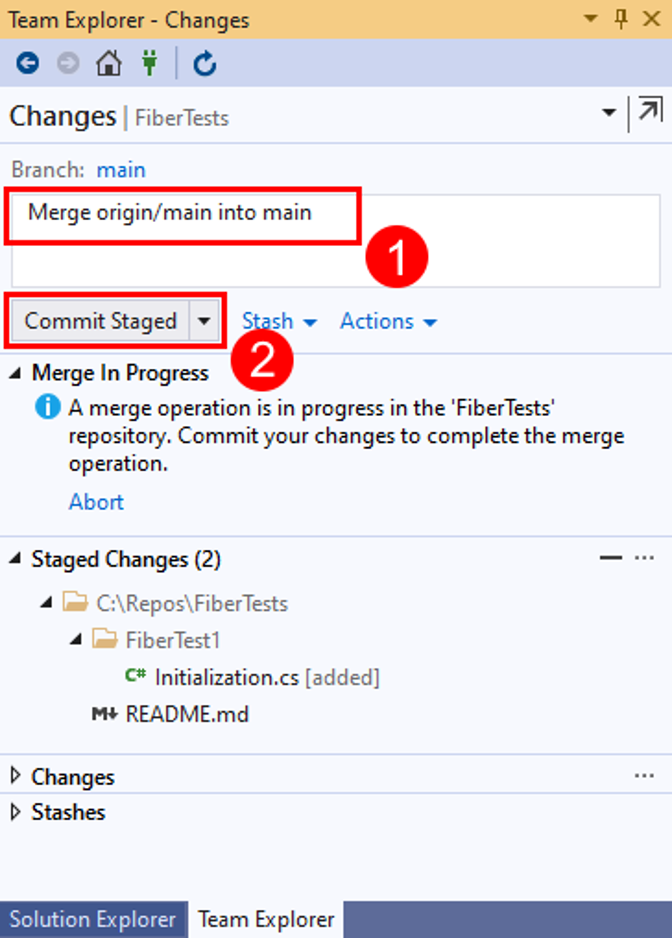 Team Explorer - Changes
Changes | FiberTests
Branch: main
Merge origin/main into main
1
Commit Staged Stash Actions
2
Merge In Progress
A merge operation is in progress in the 'FiberTests'
repository. Commit your changes to complete the merge
operation.
Abort
Staged Changes (2)
C:\Repos\FiberTests
FiberTest1
C# Initialization.cs [added]
M↓ README.md
Changes
Stashes
Solution Explorer Team Explorer